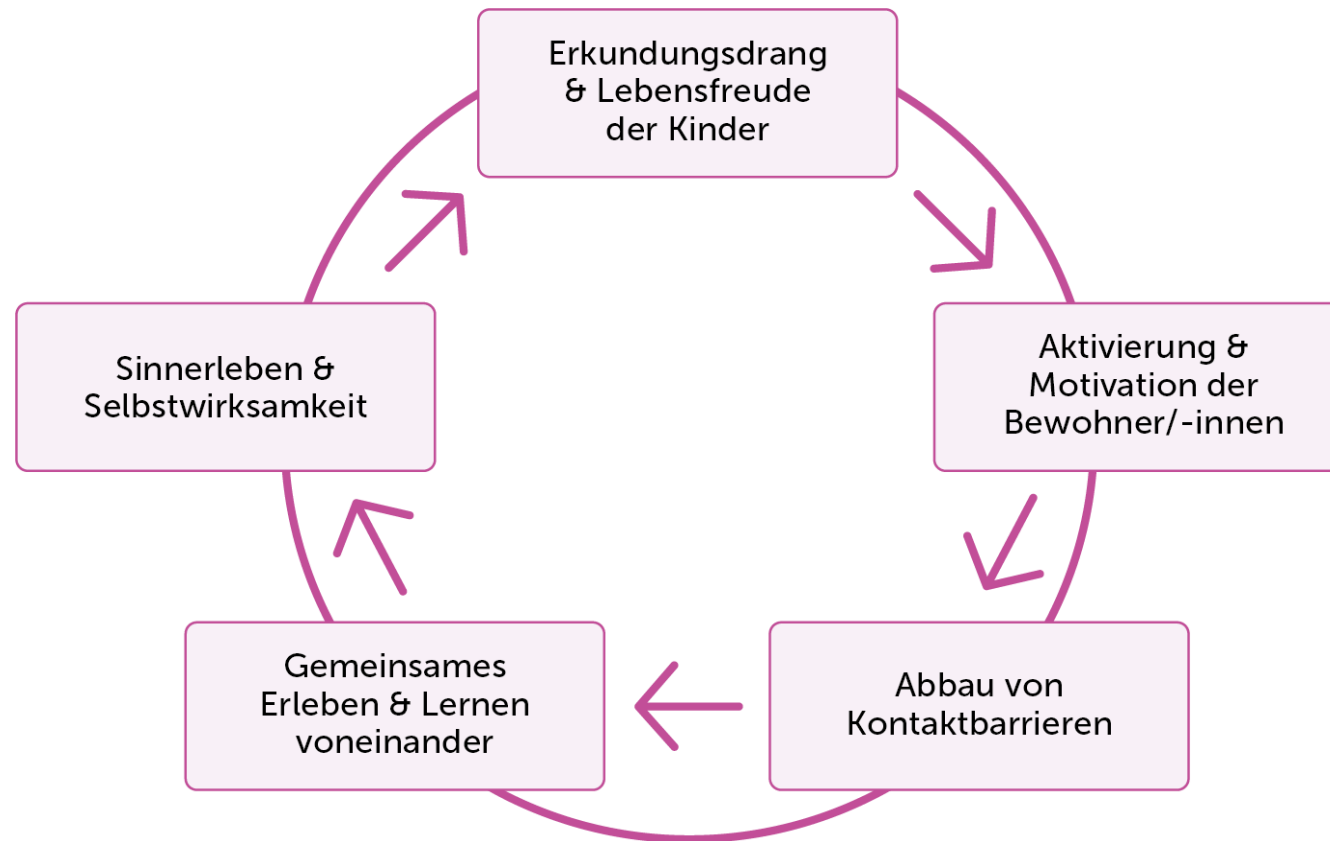 Erkundungsdrang
& Lebensfreude
der Kinder
Aktivierung &
Motivation der
Bewohner/-innen
Abbau von
Kontaktbarrieren
Gemeinsames
Erleben & Lernen
voneinander
Sinnerleben &
Selbstwirksamkeit